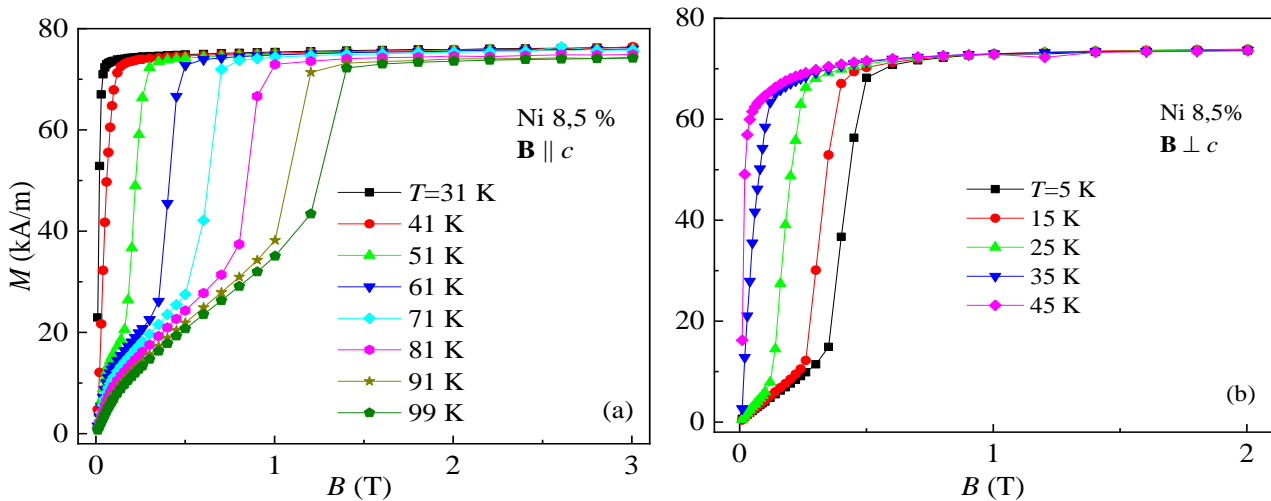 80
60
40
20
0
M (kA/m)
Ni 8,5 %
B || c
T=31 K
41 K
51 K
61 K
71 K
81 K
91 K
99 K
(a)
0 1 2 3
B (T)
80
60
40
20
0
Ni 8,5%
B ⊥ c
T=5 K
15 K
25 K
35 K
45 K
(b)
0 1 2
B (T)